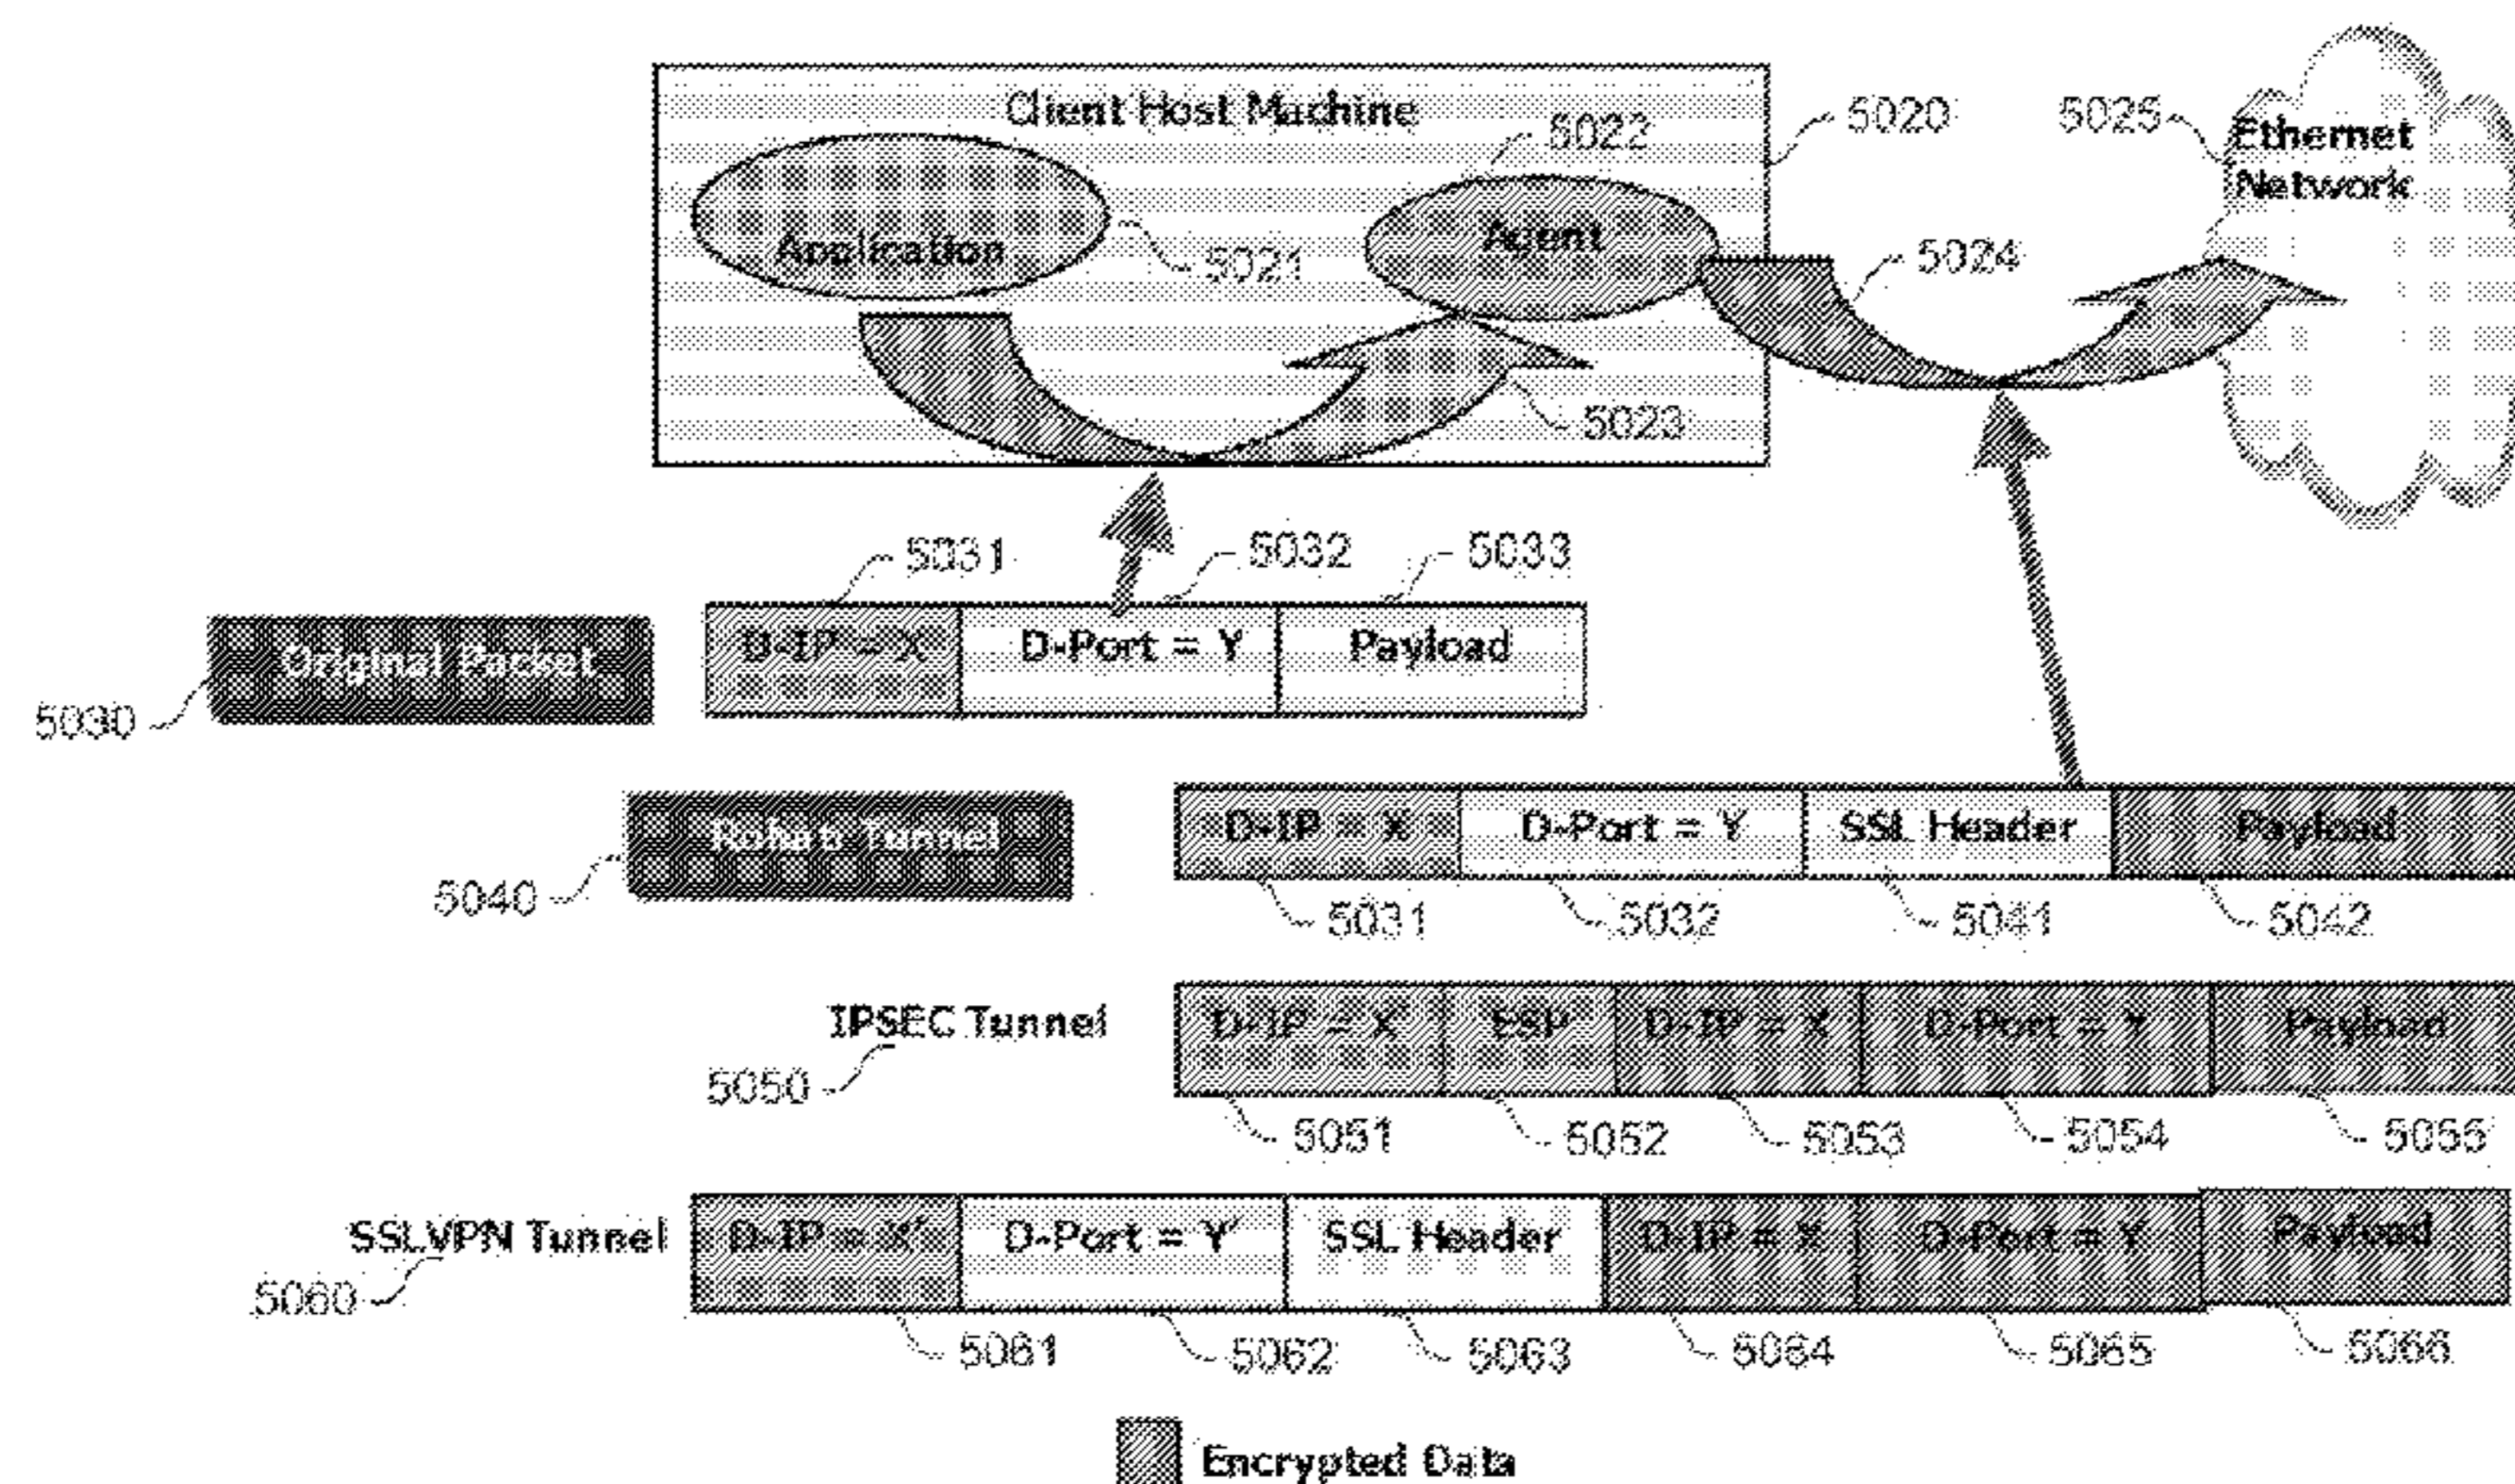 Client Host Machine
5022
5020
5025
Ethernet
Network
Application
5021
Agent
5024
5023
5031
5032
5033
Original Packet
D-IP = X
D-Port = Y
Payload
5030
Rohati Tunnel
D-IP = X
D-Port = Y
SSL Header
Payload
5040
5031
5032
5041
5042
IPSEC Tunnel
D-IP = X'
ESP
D-IP = X
D-Port = Y
Payload
5050
5051
5052
5053
5054
5055
SSLVPN Tunnel
D-IP = X'
D-Port = Y'
SSL Header
D-IP = X
D-Port = Y
Payload
5060
5061
5062
5063
5064
5065
5066
Encrypted Data